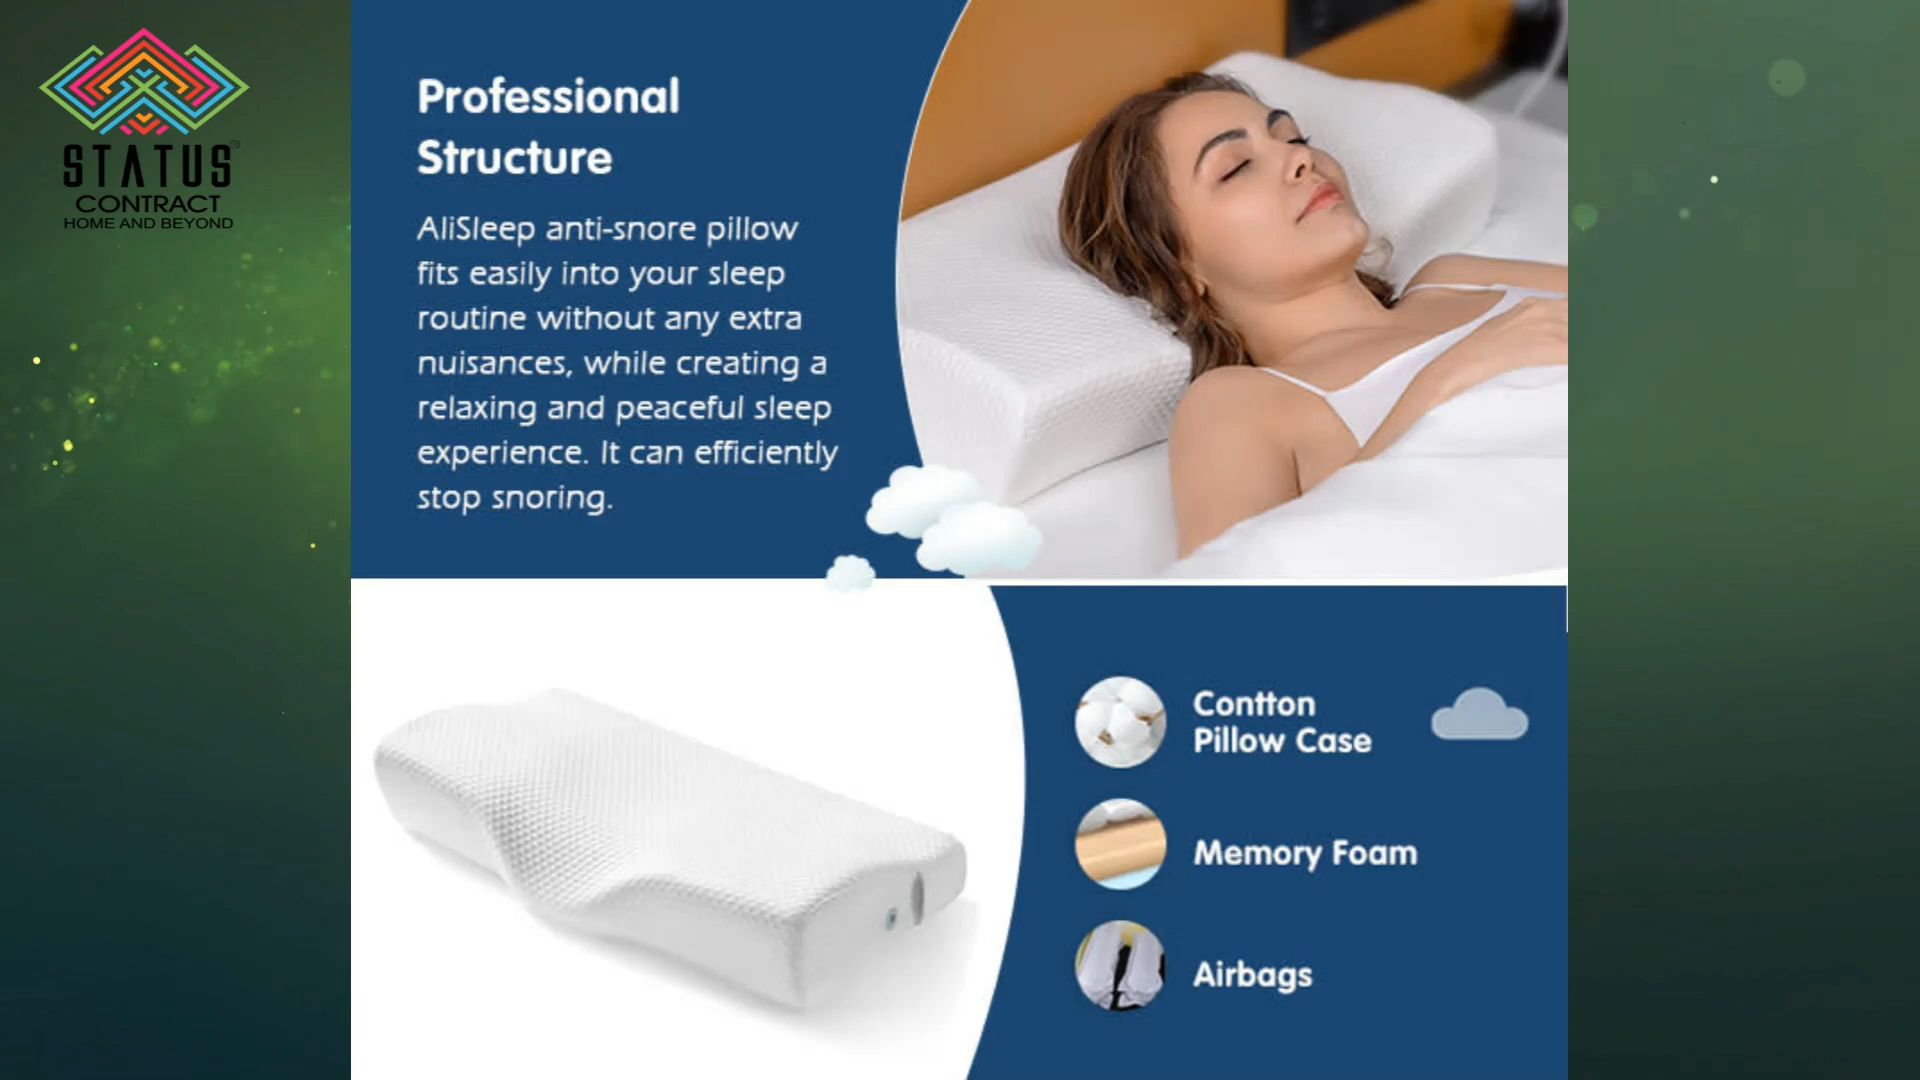 STATUS
CONTRACT
HOME AND BEYOND
Professional
Structure
AliSleep anti-snore pillow
fits easily into your sleep
routine without any extra
nuisances, while creating a
relaxing and peaceful sleep
experience. It can efficiently
stop snoring.
Contton
Pillow Case
Memory Foam
Airbags